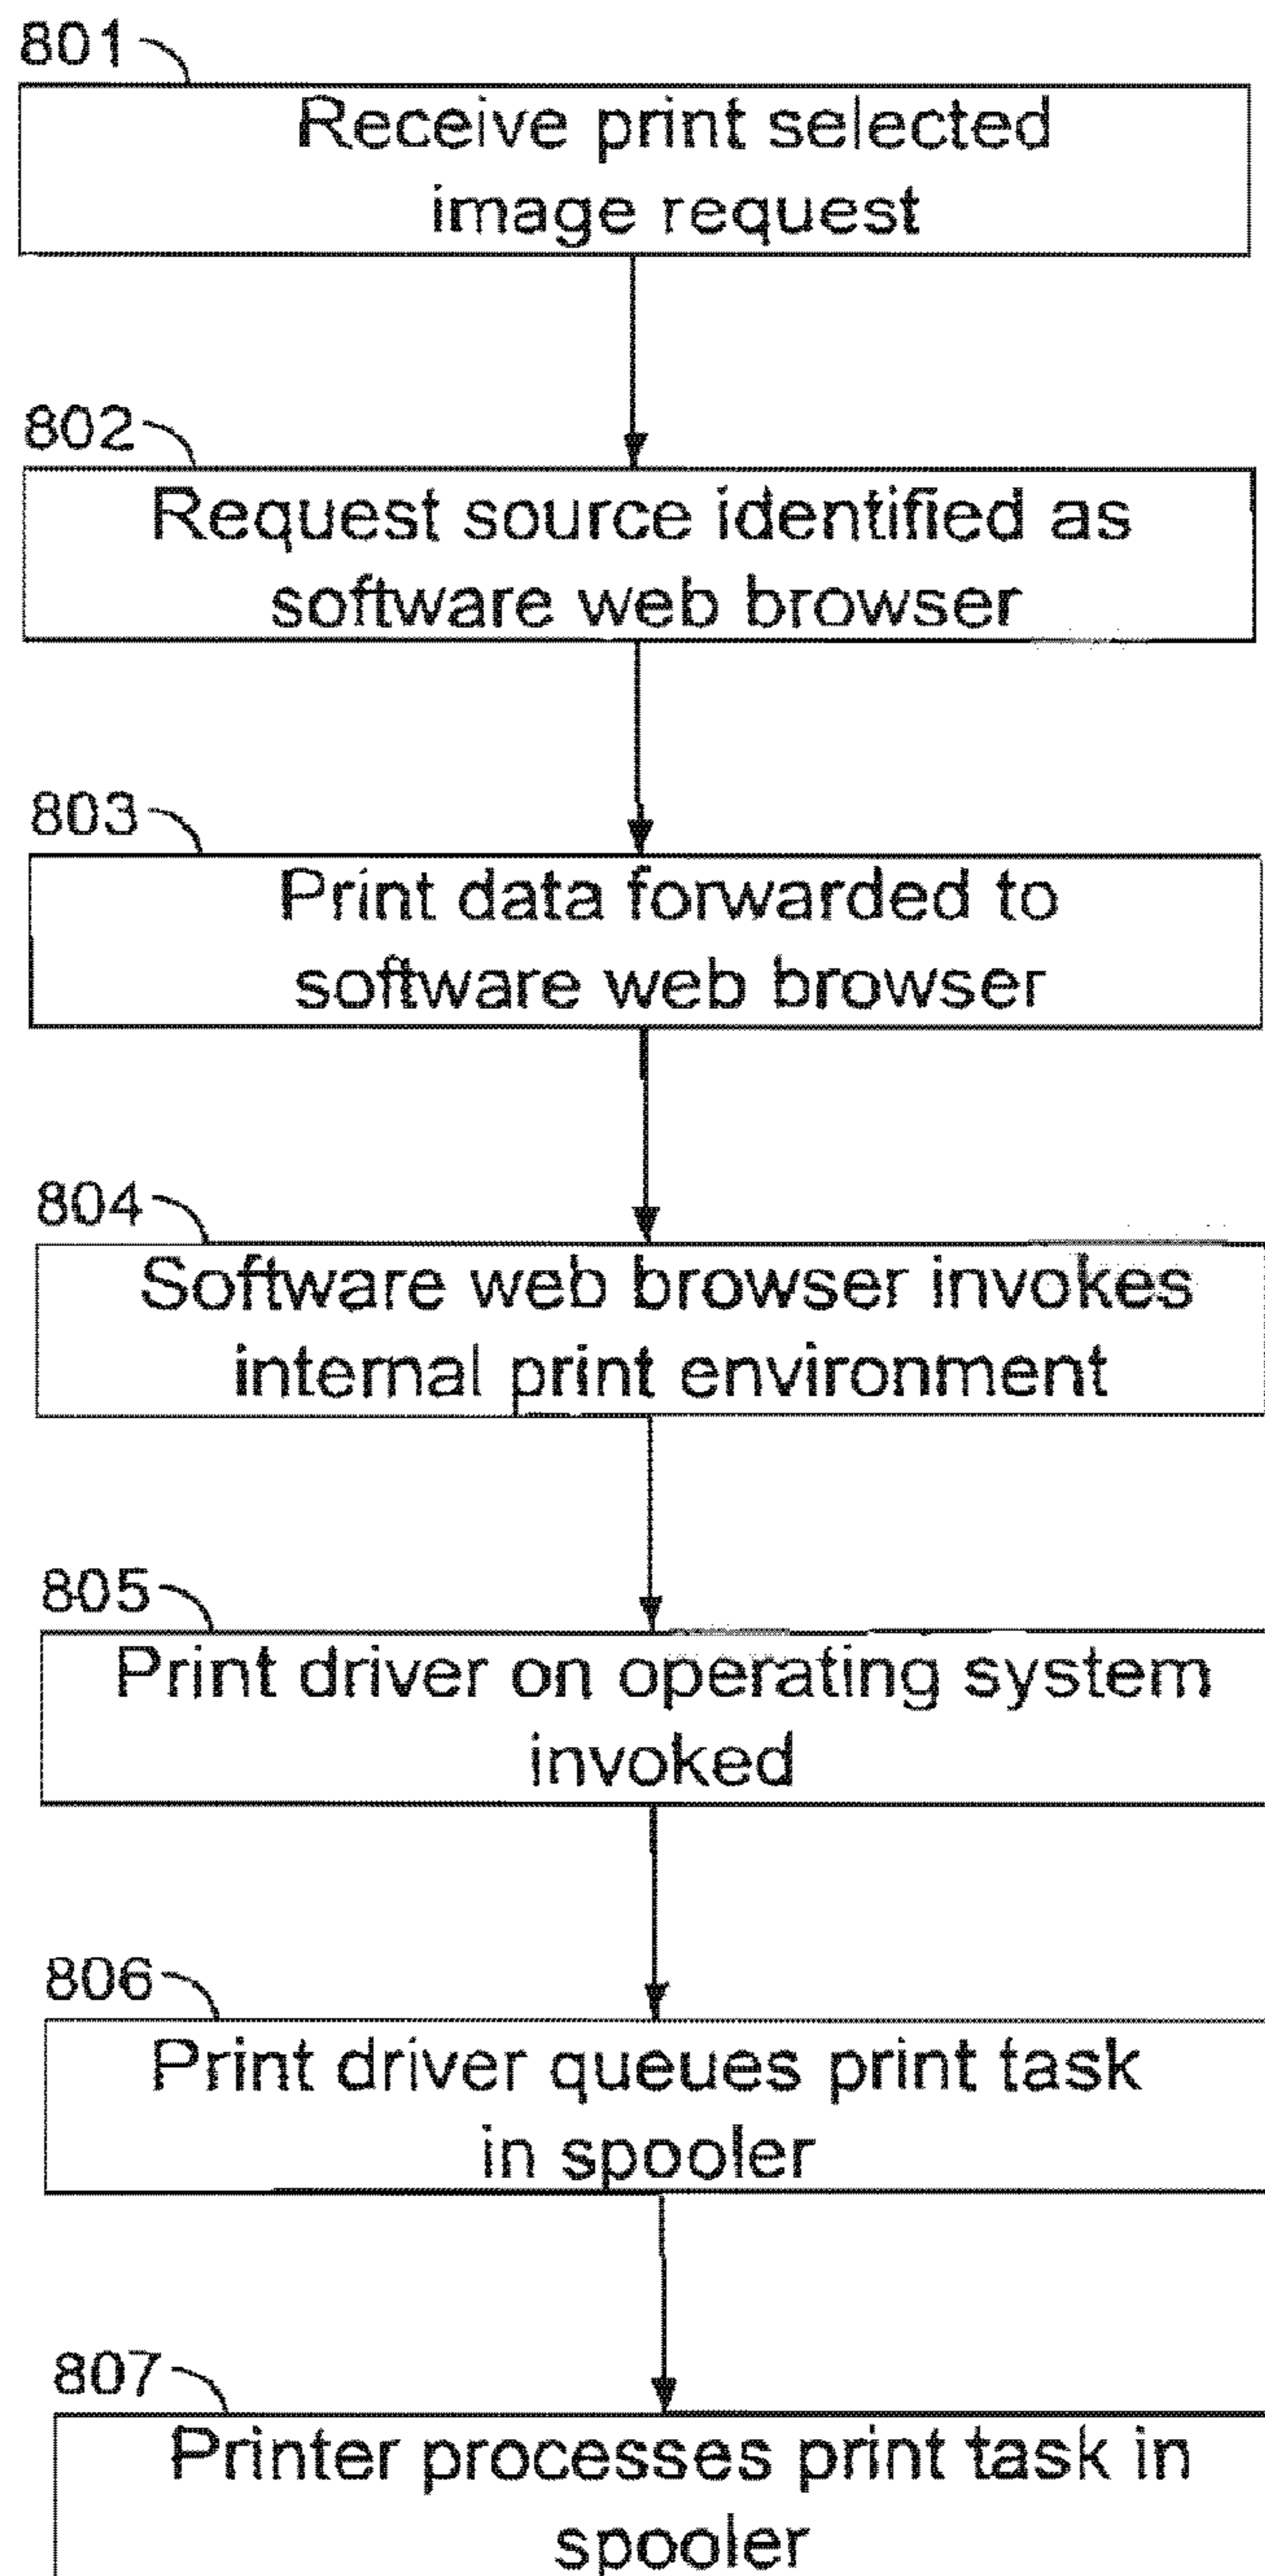 801
Receive print selected
image request
802
Request source identified as
software web browser
803
Print data forwarded to
software web browser
804
Software web browser invokes
internal print environment
805
Print driver on operating system
invoked
806
Print driver queues print task
in spooler
807
Printer processes print task in
spooler